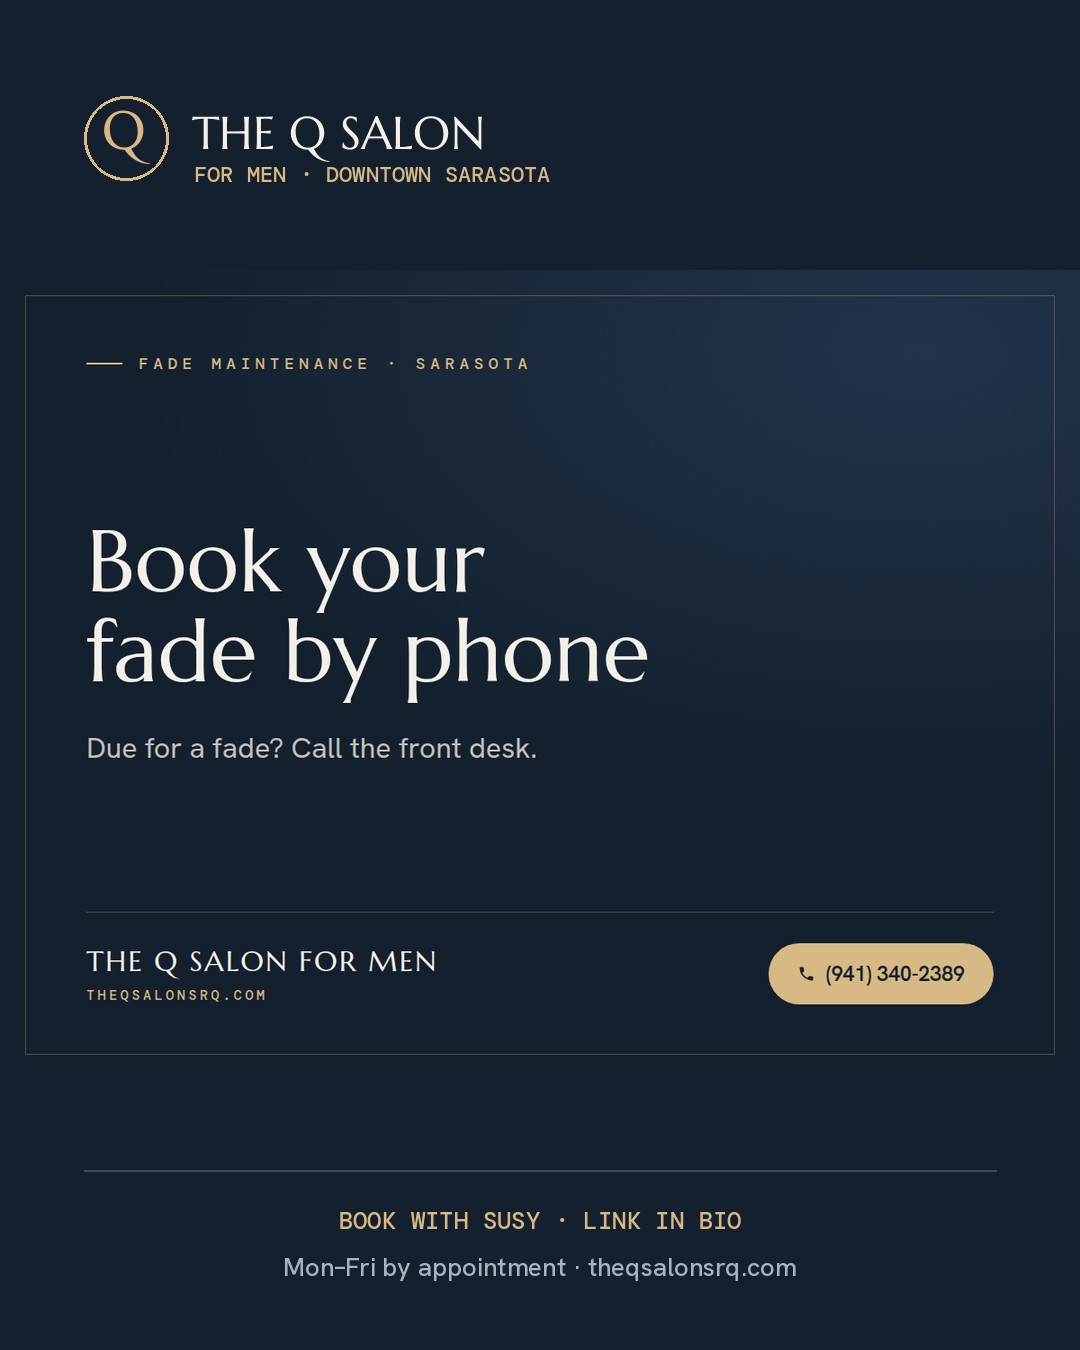 Q
THE Q SALON
FOR MEN · DOWNTOWN SARASOTA
FADE MAINTENANCE · SARASOTA
Book your
fade by phone
Due for a fade? Call the front desk.
THE Q SALON FOR MEN
THEQSALONSRQ.COM
(941) 340-2389
BOOK WITH SUSY · LINK IN BIO
Mon–Fri by appointment · theqsalonsrq.com